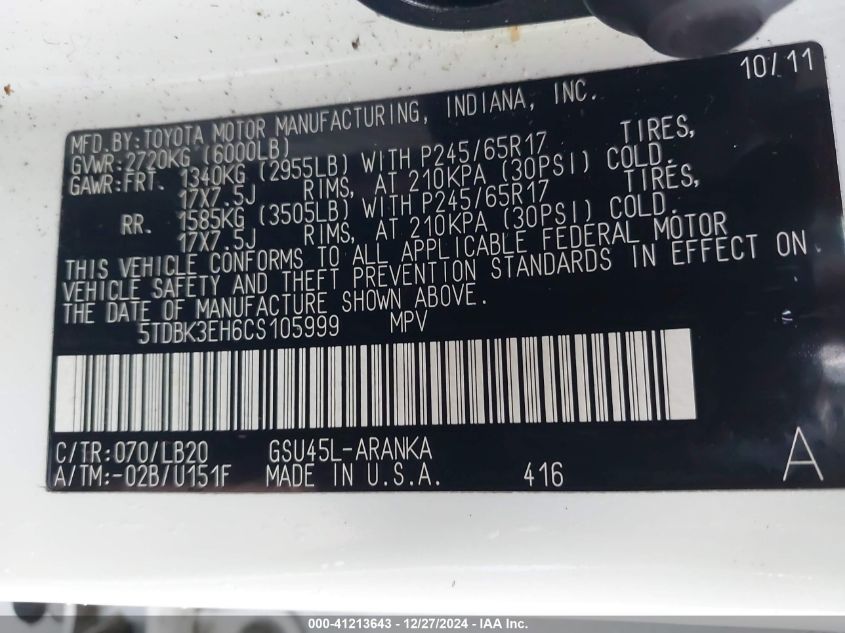 10/11
MFD.BY:TOYOTA MOTOR MANUFACTURING, INDIANA, INC.
GVWR:2720KG (6000LB)
GAWR:FRT. 1340KG (2955LB) WITH P245/65R17 TIRES,
17X7.5J RIMS, AT 210KPA (30PSI) COLD.
RR. 1585KG (3505LB) WITH P245/65R17 TIRES,
17X7.5J RIMS, AT 210KPA (30PSI) COLD.
THIS VEHICLE CONFORMS TO ALL APPLICABLE FEDERAL MOTOR
VEHICLE SAFETY AND THEFT PREVENTION STANDARDS IN EFFECT ON
THE DATE OF MANUFACTURE SHOWN ABOVE.
5TDBK3EH6CS105999 MPV
C/TR:070/LB20 GSU45L-ARANKA
A/TM:-02B/U151F MADE IN U.S.A. 416 A
000-41213643 - 12/27/2024 - IAA Inc.